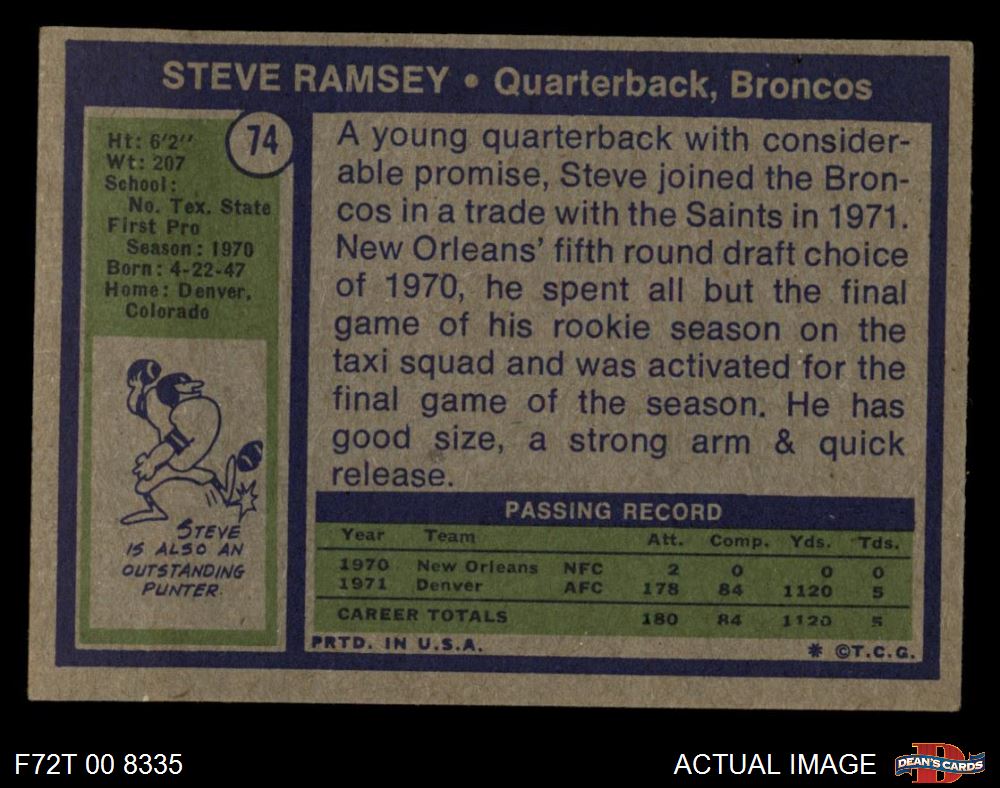 STEVE RAMSEY • Quarterback, Broncos
74
Ht: 6'2"
Wt: 207
School:
No. Tex. State
First Pro
Season: 1970
Born: 4-22-47
Home: Denver,
Colorado
STEVE
IS ALSO AN
OUTSTANDING
PUNTER.
A young quarterback with consider-
able promise, Steve joined the Bron-
cos in a trade with the Saints in 1971.
New Orleans' fifth round draft choice
of 1970, he spent all but the final
game of his rookie season on the
taxi squad and was activated for the
final game of the season. He has
good size, a strong arm & quick
release.
PASSING RECORD
Year Team Att. Comp. Yds. Tds.
1970 New Orleans NFC 2 0 0 0
1971 Denver AFC 178 84 1120 5
CAREER TOTALS 180 84 1120 5
PRTD. IN U.S.A. * ©T.C.G.
F72T 00 8335 ACTUAL IMAGE DEAN'S CARDS